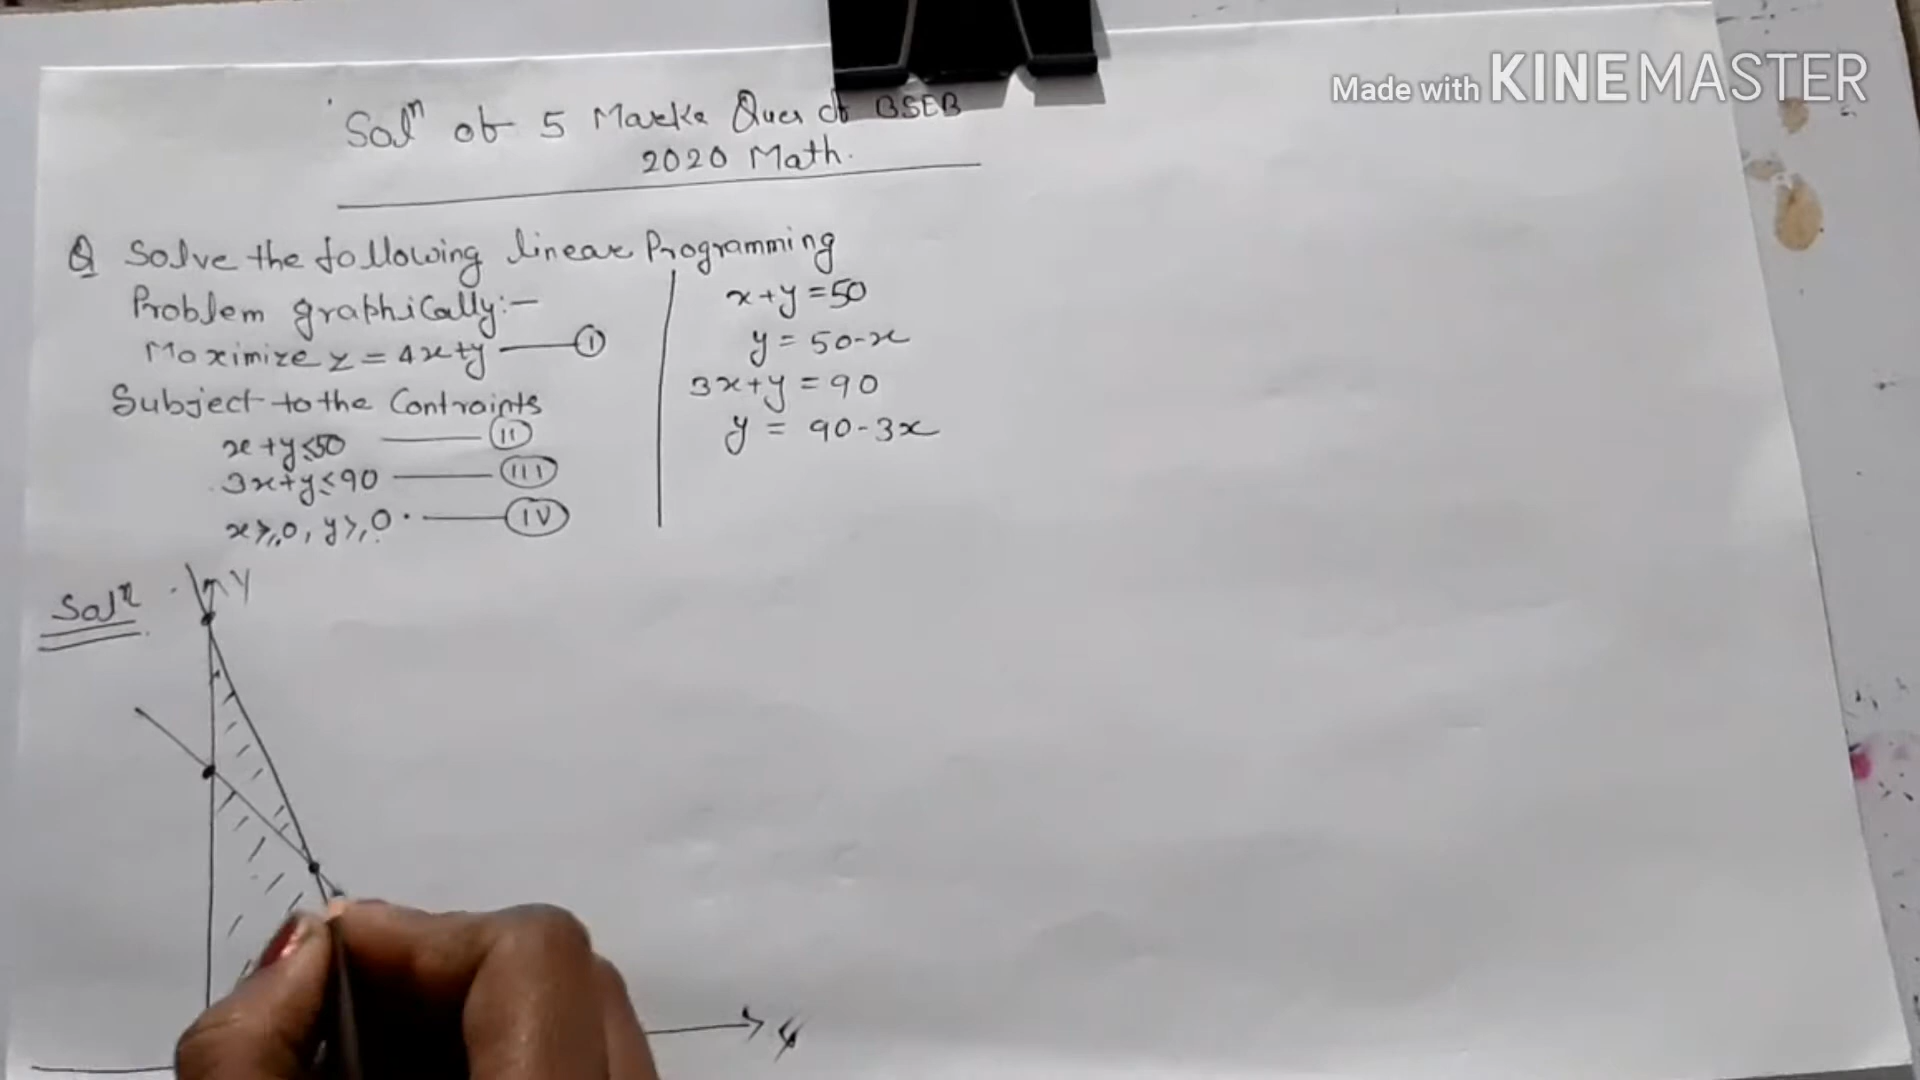 Made with KINEMASTER
Solⁿ of 5 Marks Ques of BSEB
2020 Math.
Q Solve the following linear Programming
Problem graphically:-
Maximize z = 4x+y — (I)
Subject to the Contraints
x+y≤50 — (II)
3x+y≤90 — (III)
x≥0, y≥0 — (IV)
x+y=50
y = 50-x
3x+y = 90
y = 90-3x
Solⁿ
Y